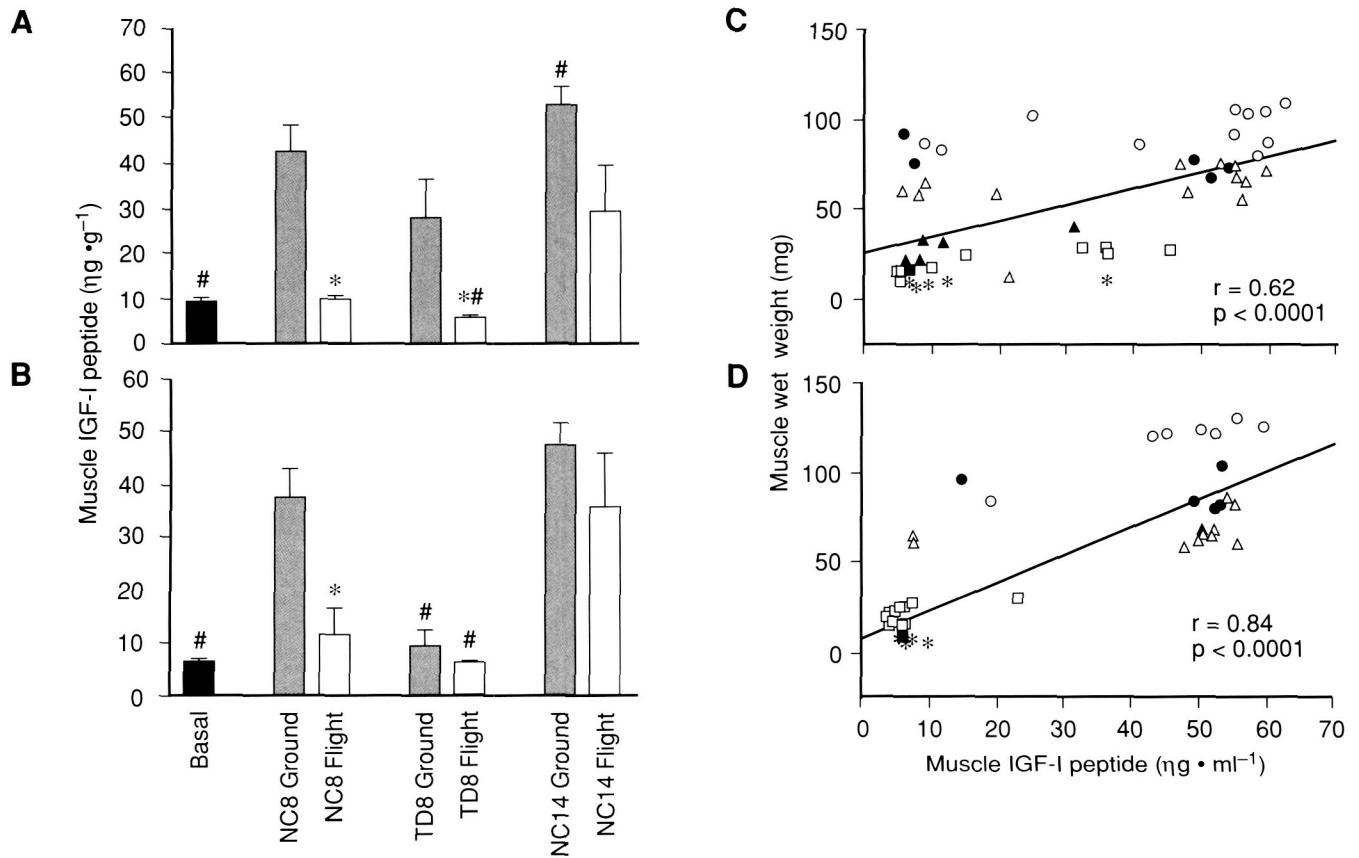 A
Muscle IGF-I peptide (ηg •g⁻¹)
70
60
50
40
30
20
10
0
#
*
*#
#
B
60
50
40
30
20
10
0
#
*
#
#
Basal
NC8 Ground
NC8 Flight
TD8 Ground
TD8 Flight
NC14 Ground
NC14 Flight
C
Muscle wet weight (mg)
150
100
50
0
r = 0.62
p < 0.0001
D
150
100
50
0
r = 0.84
p < 0.0001
0 10 20 30 40 50 60 70
Muscle IGF-I peptide (ηg • ml⁻¹)